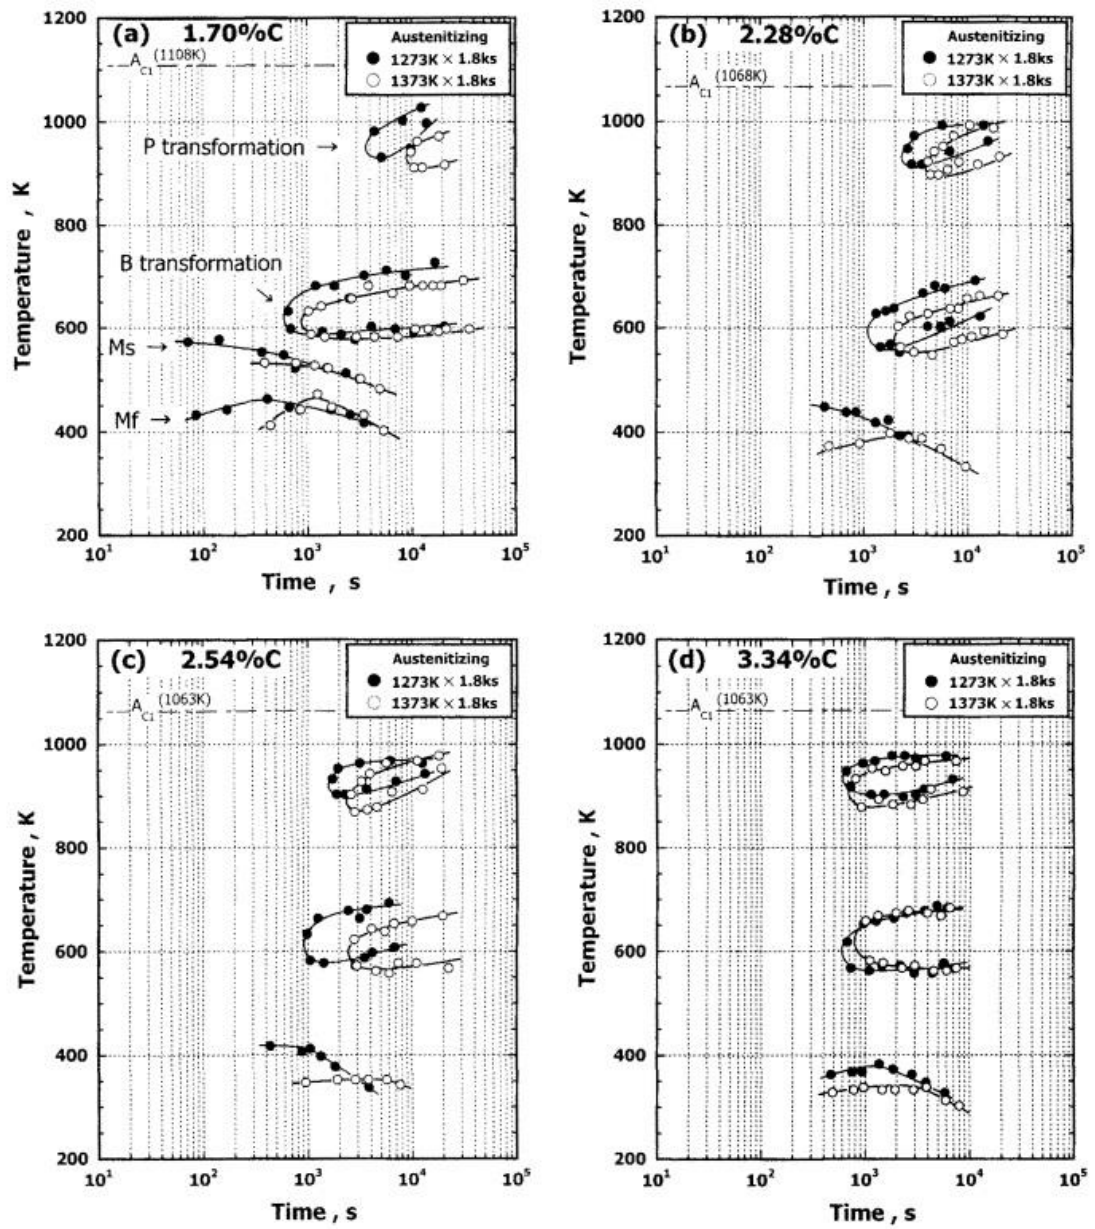 (a) 1.70%C
Austenitizing
● 1273K × 1.8ks
○ 1373K × 1.8ks
A_C1 (1108K)
P transformation →
B transformation
Ms →
Mf →
1200
1000
800
600
400
200
Temperature , K
10^1 10^2 10^3 10^4 10^5
Time , s
(b) 2.28%C
Austenitizing
● 1273K × 1.8ks
○ 1373K × 1.8ks
A_C1 (1068K)
1200
1000
800
600
400
200
Temperature, K
10^1 10^2 10^3 10^4 10^5
Time , s
(c) 2.54%C
Austenitizing
● 1273K × 1.8ks
○ 1373K × 1.8ks
A_C1 (1063K)
1200
1000
800
600
400
200
Temperature, K
10^1 10^2 10^3 10^4 10^5
Time , s
(d) 3.34%C
Austenitizing
● 1273K × 1.8ks
○ 1373K × 1.8ks
A_C1 (1063K)
1200
1000
800
600
400
200
Temperature, K
10^1 10^2 10^3 10^4 10^5
Time , s